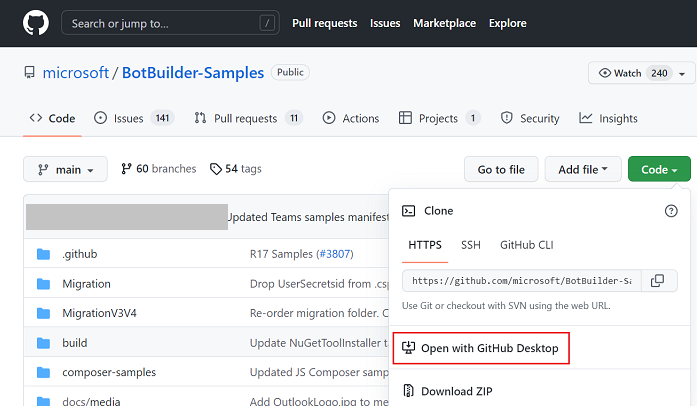 Search or jump to... / Pull requests Issues Marketplace Explore
microsoft / BotBuilder-Samples Public Watch 240
Code Issues 141 Pull requests 11 Actions Projects 1 Security Insights
main 60 branches 54 tags Go to file Add file Code
Updated Teams samples manifest
Clone
.github R17 Samples (#3807)
HTTPS SSH GitHub CLI
Migration Drop UserSecretsid from .csp
https://github.com/microsoft/BotBuilder-Sa
MigrationV3V4 Re-order migration folder. C
Use Git or checkout with SVN using the web URL.
build Update NuGetToolInstaller ta
Open with GitHub Desktop
composer-samples Updated JS Composer samp
Download ZIP
docs/media Add OutlookLogo.jpg to me